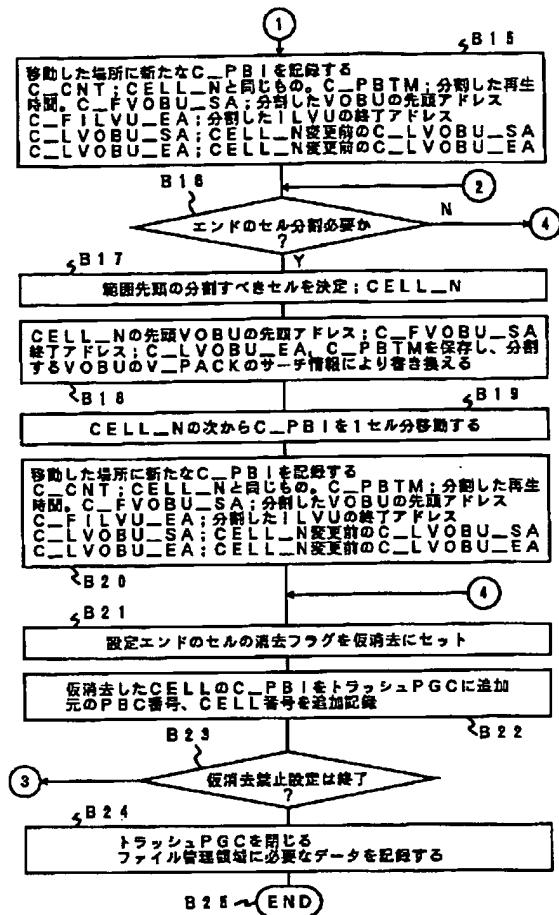 1
B15
移動した場所に新たなC_PBIを記録する
C_CNT;CELL_Nと同じもの。C_PBTM;分割した再生
時間。C_FVOBU_SA;分割したVOBUの先頭アドレス
C_FILVU_EA;分割したILVUの終了アドレス
C_LVOBU_SA;CELL_N変更前のC_LVOBU_SA
C_LVOBU_EA;CELL_N変更前のC_LVOBU_EA
B16
2
エンドのセル分割必要か
?
N
4
B17
Y
範囲先頭の分割すべきセルを決定;CELL_N
CELL_Nの先頭VOBUの先頭アドレス;C_FVOBU_SA
終了アドレス;C_LVOBU_EA、C_PBTMを保存し、分割
するVOBUのV_PACKのサーチ情報により書き換える
B18
B19
CELL_Nの次からC_PBIを1セル分移動する
移動した場所に新たなC_PBIを記録する
C_CNT;CELL_Nと同じもの。C_PBTM;分割した再生
時間。C_FVOBU_SA;分割したVOBUの先頭アドレス
C_FILVU_EA;分割したILVUの終了アドレス
C_LVOBU_SA;CELL_N変更前のC_LVOBU_SA
C_LVOBU_EA;CELL_N変更前のC_LVOBU_EA
B20
4
B21
設定エンドのセルの消去フラグを仮消去にセット
仮消去したCELLのC_PBIをトラッシュPGCに追加
元のPBC番号、CELL番号を追加記録
B22
B23
3
仮消去禁止設定は終了
?
B24
トラッシュPGCを閉じる
ファイル管理領域に必要なデータを記録する
B25
END